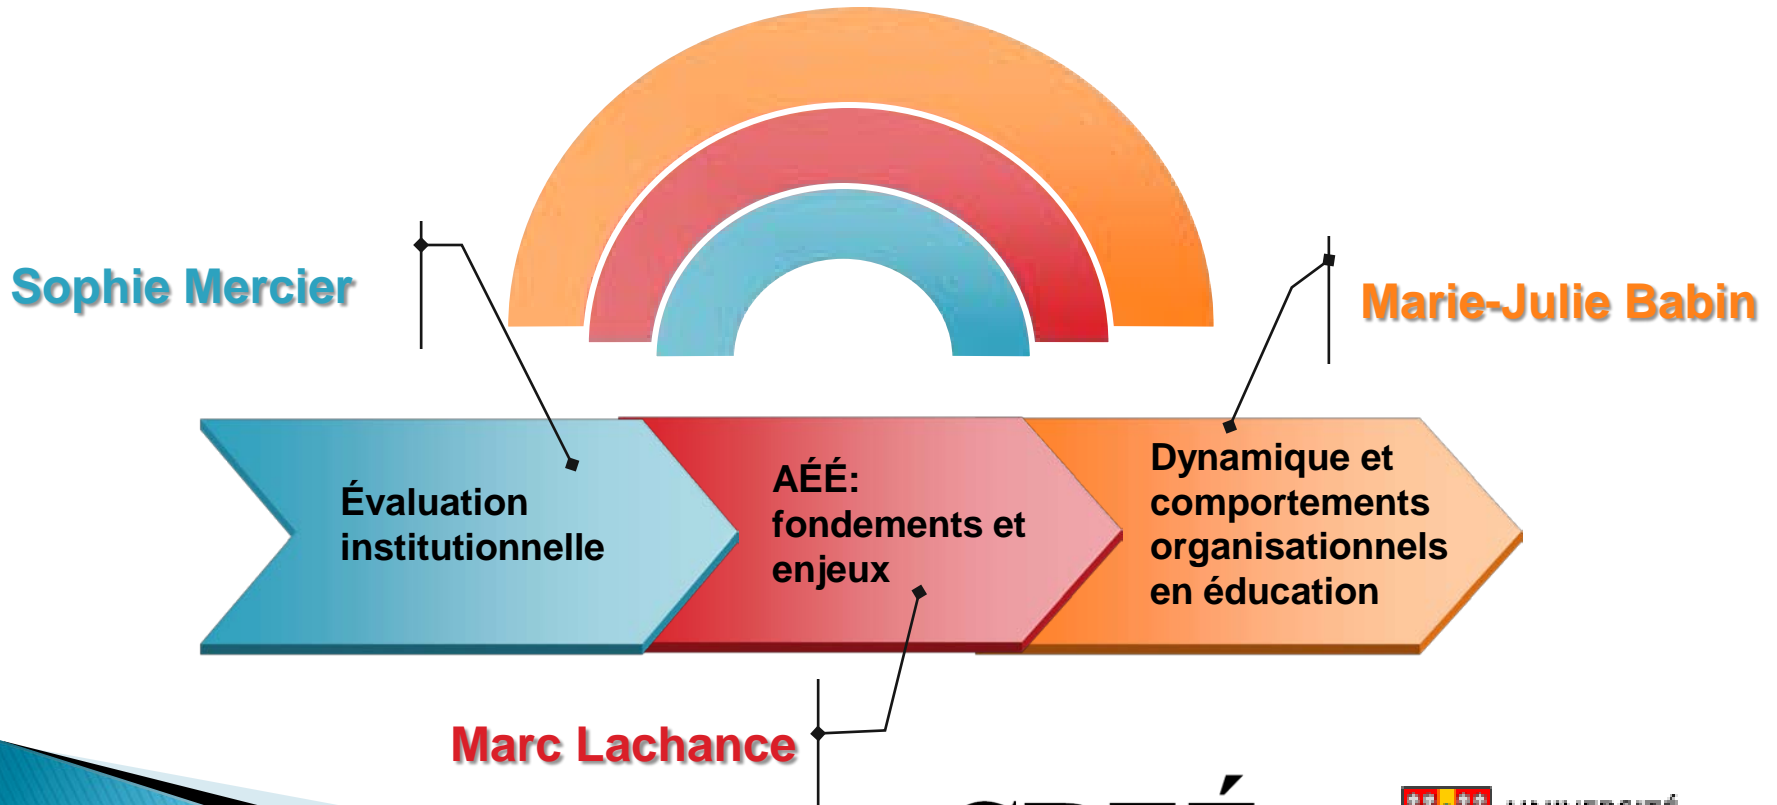 Sophie Mercier
Marie-Julie Babin
Évaluation
institutionnelle
AÉÉ:
fondements et
enjeux
Dynamique et
comportements
organisationnels
en éducation
Marc Lachance